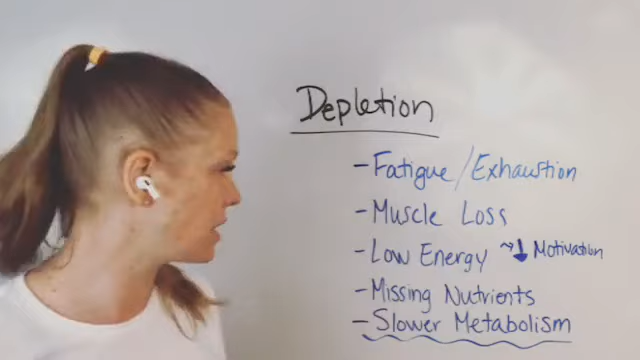 Depletion
- Fatigue/Exhaustion
- Muscle Loss
- Low Energy ⤳ ↓ Motivation
- Missing Nutrients
- Slower Metabolism